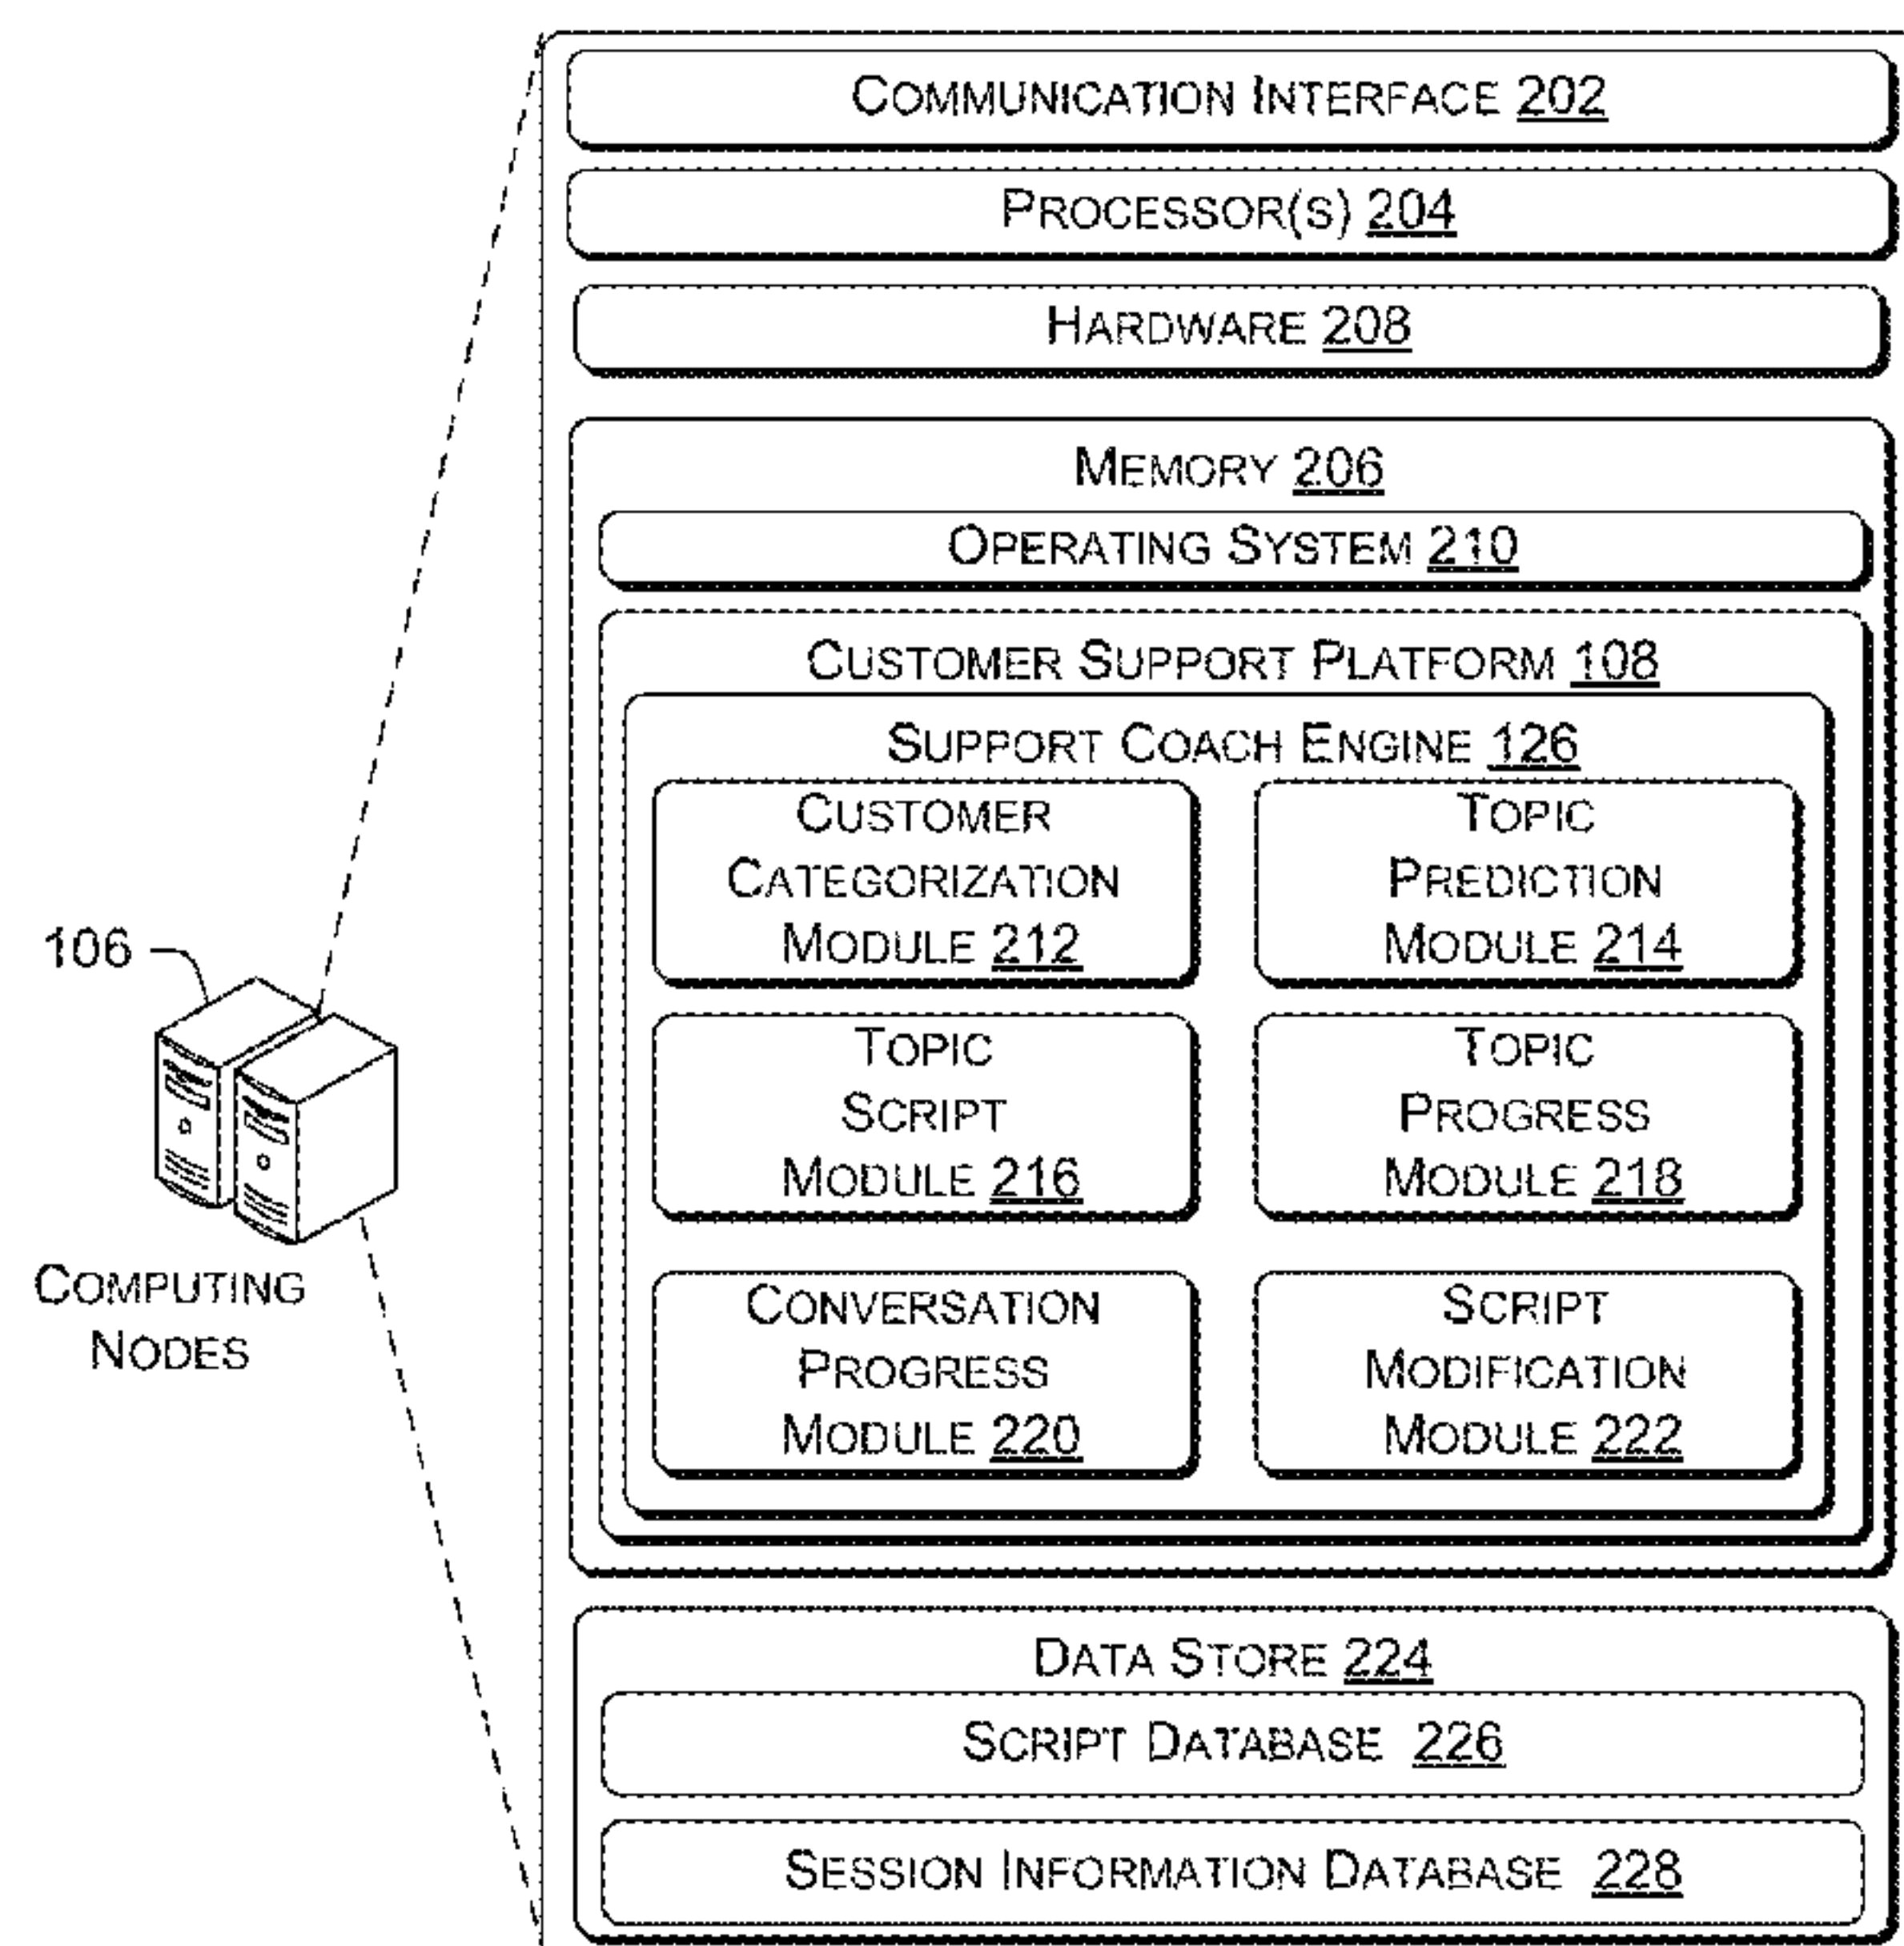 COMMUNICATION INTERFACE 202
PROCESSOR(S) 204
HARDWARE 208
MEMORY 206
OPERATING SYSTEM 210
CUSTOMER SUPPORT PLATFORM 108
SUPPORT COACH ENGINE 126
CUSTOMER
CATEGORIZATION
MODULE 212
TOPIC
PREDICTION
MODULE 214
TOPIC
SCRIPT
MODULE 216
TOPIC
PROGRESS
MODULE 218
CONVERSATION
PROGRESS
MODULE 220
SCRIPT
MODIFICATION
MODULE 222
DATA STORE 224
SCRIPT DATABASE 226
SESSION INFORMATION DATABASE 228
106
COMPUTING
NODES